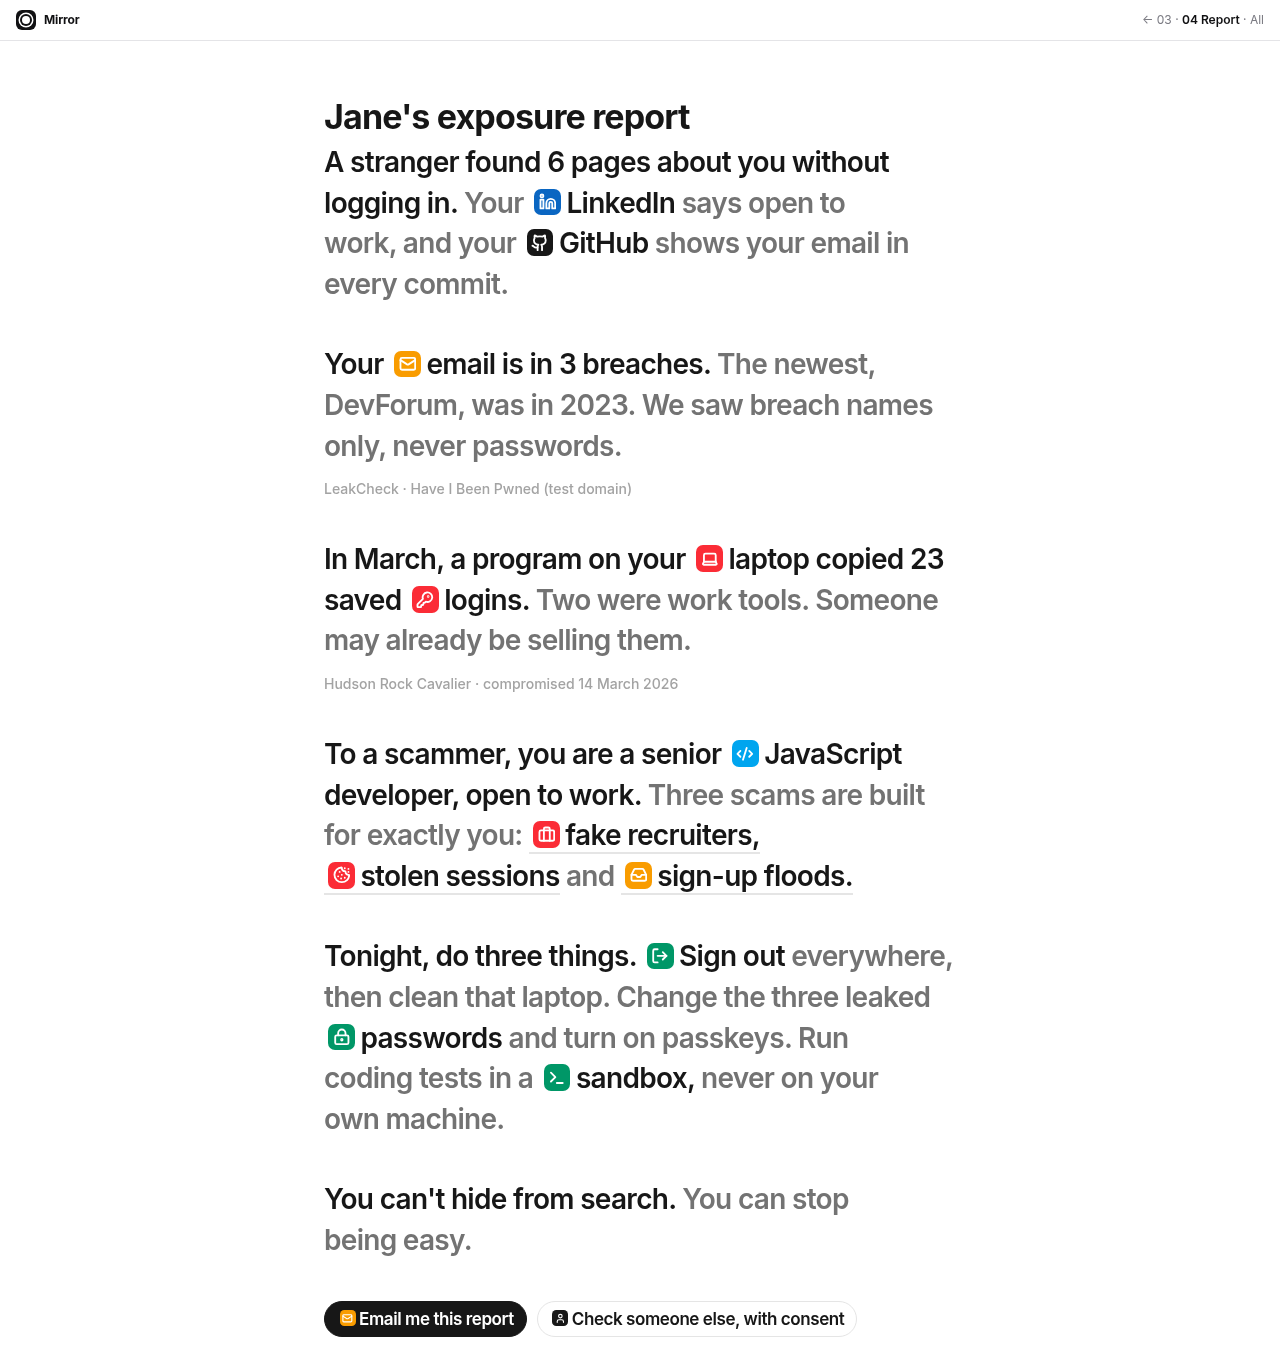 Mirror
← 03 · 04 Report · All
Jane's exposure report
A stranger found 6 pages about you without
logging in. Your LinkedIn says open to
work, and your GitHub shows your email in
every commit.
Your email is in 3 breaches. The newest,
DevForum, was in 2023. We saw breach names
only, never passwords.
LeakCheck · Have I Been Pwned (test domain)
In March, a program on your laptop copied 23
saved logins. Two were work tools. Someone
may already be selling them.
Hudson Rock Cavalier · compromised 14 March 2026
To a scammer, you are a senior JavaScript
developer, open to work. Three scams are built
for exactly you: fake recruiters,
stolen sessions and sign-up floods.
Tonight, do three things. Sign out everywhere,
then clean that laptop. Change the three leaked
passwords and turn on passkeys. Run
coding tests in a sandbox, never on your
own machine.
You can't hide from search. You can stop
being easy.
Email me this report
Check someone else, with consent